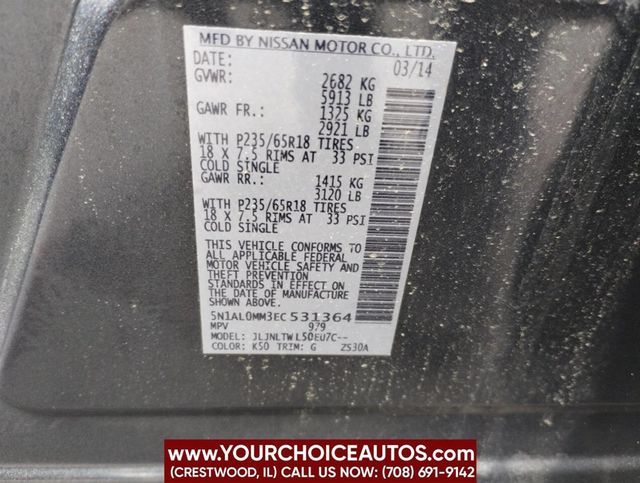 MFD BY NISSAN MOTOR CO., LTD.
DATE: 03/14
GVWR: 2682 KG
5913 LB
GAWR FR.: 1325 KG
2921 LB
WITH P235/65R18 TIRES
18 X 7.5 RIMS AT 33 PSI
COLD SINGLE
GAWR RR.: 1415 KG
3120 LB
WITH P235/65R18 TIRES
18 X 7.5 RIMS AT 33 PSI
COLD SINGLE
THIS VEHICLE CONFORMS TO
ALL APPLICABLE FEDERAL
MOTOR VEHICLE SAFETY AND
THEFT PREVENTION
STANDARDS IN EFFECT ON
THE DATE OF MANUFACTURE
SHOWN ABOVE.
5N1AL0MM3EC531364
MPV 979
MODEL: JLJNLTWL50EU7C--
COLOR: K50 TRIM: G ZS30A
WWW.YOURCHOICEAUTOS.COM
(CRESTWOOD, IL) CALL US NOW: (708) 691-9142